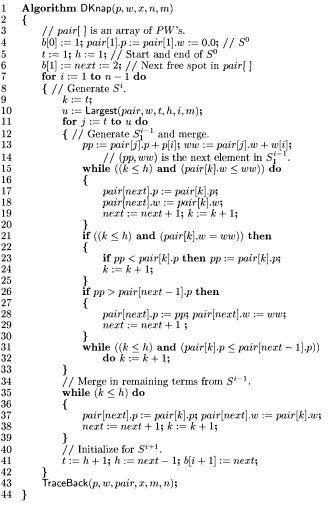 1 Algorithm DKnap(p, w, x, n, m)
2 {
3 // pair[ ] is an array of PW's.
4 b[0] := 1; pair[1].p := pair[1].w := 0.0; // S⁰
5 t := 1; h := 1; // Start and end of S⁰
6 b[1] := next := 2; // Next free spot in pair[ ]
7 for i := 1 to n − 1 do
8 { // Generate Sⁱ.
9 k := t;
10 u := Largest(pair, w, t, h, i, m);
11 for j := t to u do
12 { // Generate S₁ⁱ⁻¹ and merge.
13 pp := pair[j].p + p[i]; ww := pair[j].w + w[i];
14 // (pp, ww) is the next element in S₁ⁱ⁻¹.
15 while ((k ≤ h) and (pair[k].w ≤ ww)) do
16 {
17 pair[next].p := pair[k].p;
18 pair[next].w := pair[k].w;
19 next := next + 1; k := k + 1;
20 }
21 if ((k ≤ h) and (pair[k].w = ww)) then
22 {
23 if pp < pair[k].p then pp := pair[k].p;
24 k := k + 1;
25 }
26 if pp > pair[next − 1].p then
27 {
28 pair[next].p := pp; pair[next].w := ww;
29 next := next + 1 ;
30 }
31 while ((k ≤ h) and (pair[k].p ≤ pair[next − 1].p))
32 do k := k + 1;
33 }
34 // Merge in remaining terms from Sⁱ⁻¹.
35 while (k ≤ h) do
36 {
37 pair[next].p := pair[k].p; pair[next].w := pair[k].w;
38 next := next + 1; k := k + 1;
39 }
40 // Initialize for Sⁱ⁺¹.
41 t := h + 1; h := next − 1; b[i + 1] := next;
42 }
43 TraceBack(p, w, pair, x, m, n);
44 }